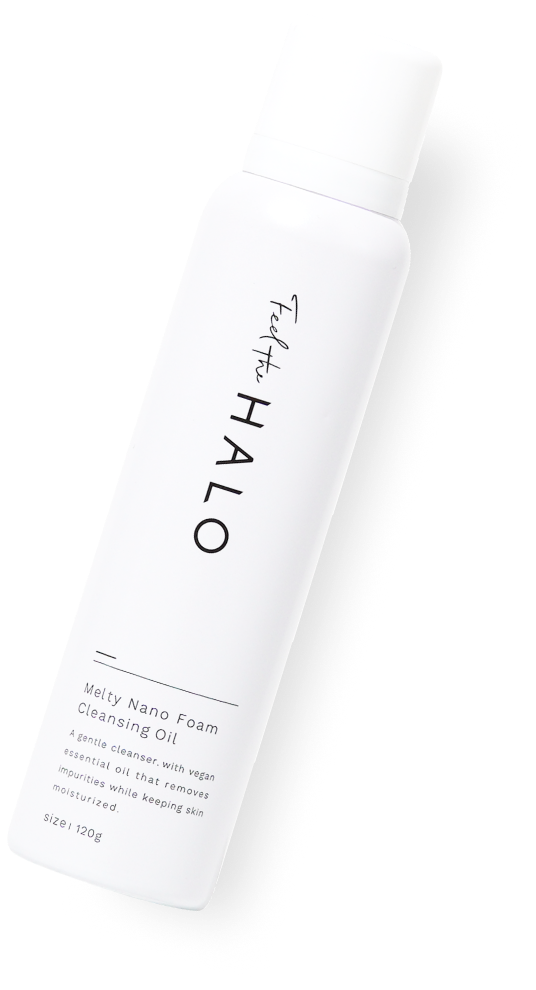 Feel the
HALO
Melty Nano Foam
Cleansing Oil
A gentle cleanser. with vegan
essential oil that removes
impurities while keeping skin
moisturized.
size| 120g